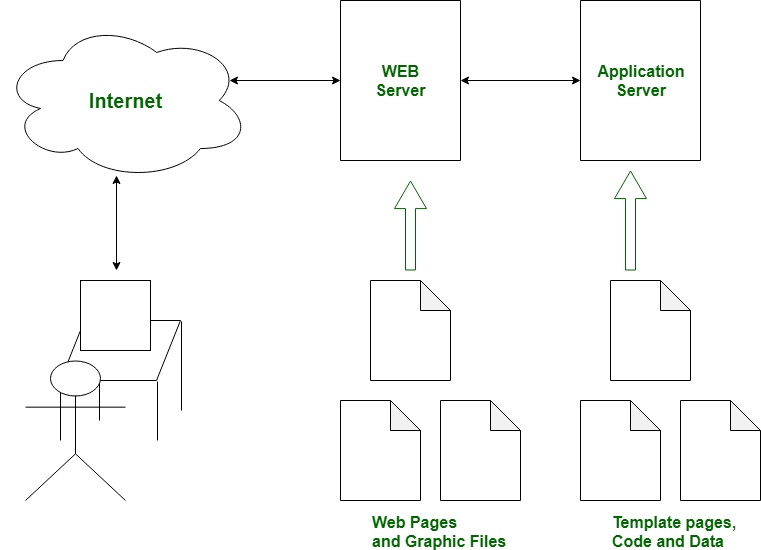 Internet
WEB
Server
Application
Server
Web Pages
and Graphic Files
Template pages,
Code and Data